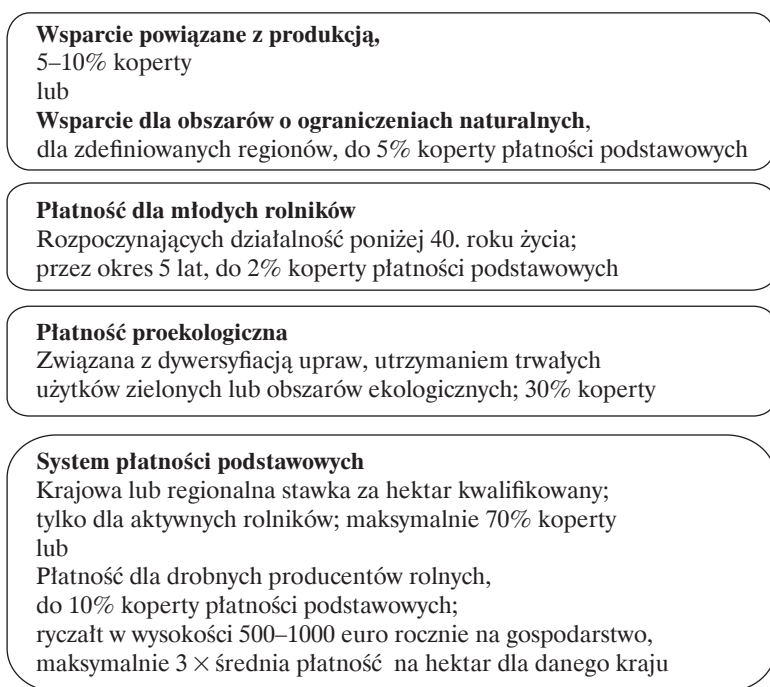 Wsparcie powiązane z produkcją,
5–10% koperty
lub
Wsparcie dla obszarów o ograniczeniach naturalnych,
dla zdefiniowanych regionów, do 5% koperty płatności podstawowych
Płatność dla młodych rolników
Rozpoczynających działalność poniżej 40. roku życia;
przez okres 5 lat, do 2% koperty płatności podstawowych
Płatność proekologiczna
Związana z dywersyfiacją upraw, utrzymaniem trwałych
użytków zielonych lub obszarów ekologicznych; 30% koperty
System płatności podstawowych
Krajowa lub regionalna stawka za hektar kwalifikowany;
tylko dla aktywnych rolników; maksymalnie 70% koperty
lub
Płatność dla drobnych producentów rolnych,
do 10% koperty płatności podstawowych;
ryczałt w wysokości 500–1000 euro rocznie na gospodarstwo,
maksymalnie 3 × średnia płatność na hektar dla danego kraju